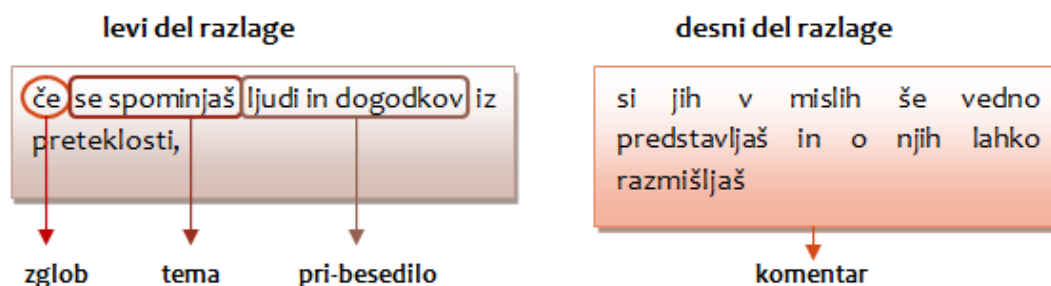 levi del razlage
desni del razlage
če se spominjaš ljudi in dogodkov iz
preteklosti,
si jih v mislih še vedno
predstavljaš in o njih lahko
razmišljaš
zglob
tema
pri-besedilo
komentar